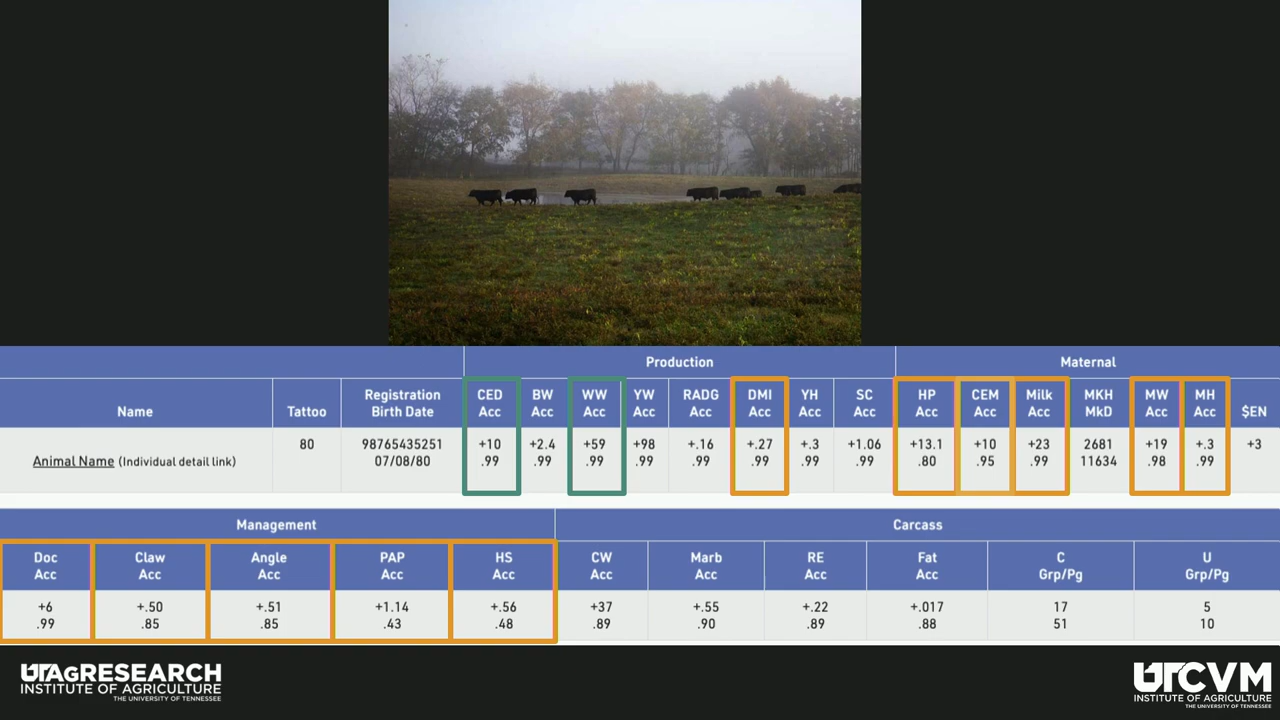 Production
Maternal
Name
Tattoo
Registration
Birth Date
CED
Acc
BW
Acc
WW
Acc
YW
Acc
RADG
Acc
DMI
Acc
YH
Acc
SC
Acc
HP
Acc
CEM
Acc
Milk
Acc
MKH
MkD
MW
Acc
MH
Acc
$EN
Animal Name (Individual detail link)
80
98765435251
07/08/80
+10
.99
+2.4
.99
+59
.99
+98
.99
+.16
.99
+.27
.99
+.3
.99
+1.06
.99
+13.1
.80
+10
.95
+23
.99
2681
11634
+19
.98
+.3
.99
+3
Management
Carcass
Doc
Acc
Claw
Acc
Angle
Acc
PAP
Acc
HS
Acc
CW
Acc
Marb
Acc
RE
Acc
Fat
Acc
C
Grp/Pg
U
Grp/Pg
+6
.99
+.50
.85
+.51
.85
+1.14
.43
+.56
.48
+37
.89
+.55
.90
+.22
.89
+.017
.88
17
51
5
10
UTAgRESEARCH
INSTITUTE OF AGRICULTURE
THE UNIVERSITY OF TENNESSEE
UTCVM
INSTITUTE OF AGRICULTURE
THE UNIVERSITY OF TENNESSEE